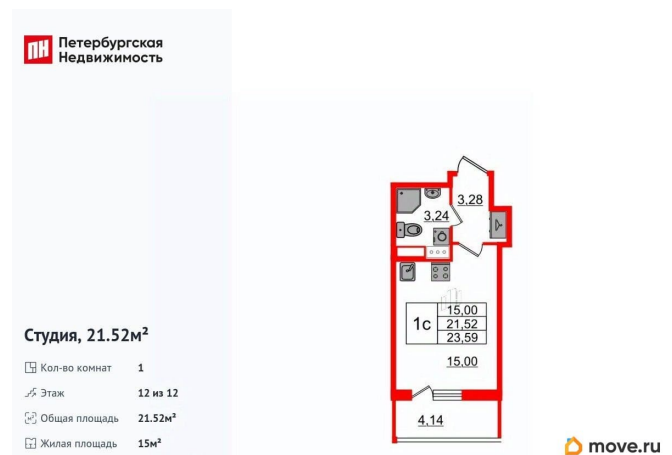 ПН Петербургская
Недвижимость
3.28
3.24
15,00
1с 21,52
23,59
15.00
4.14
Студия, 21.52м²
Кол-во комнат 1
Этаж 12 из 12
Общая площадь 21.52м²
Жилая площадь 15м²
move.ru